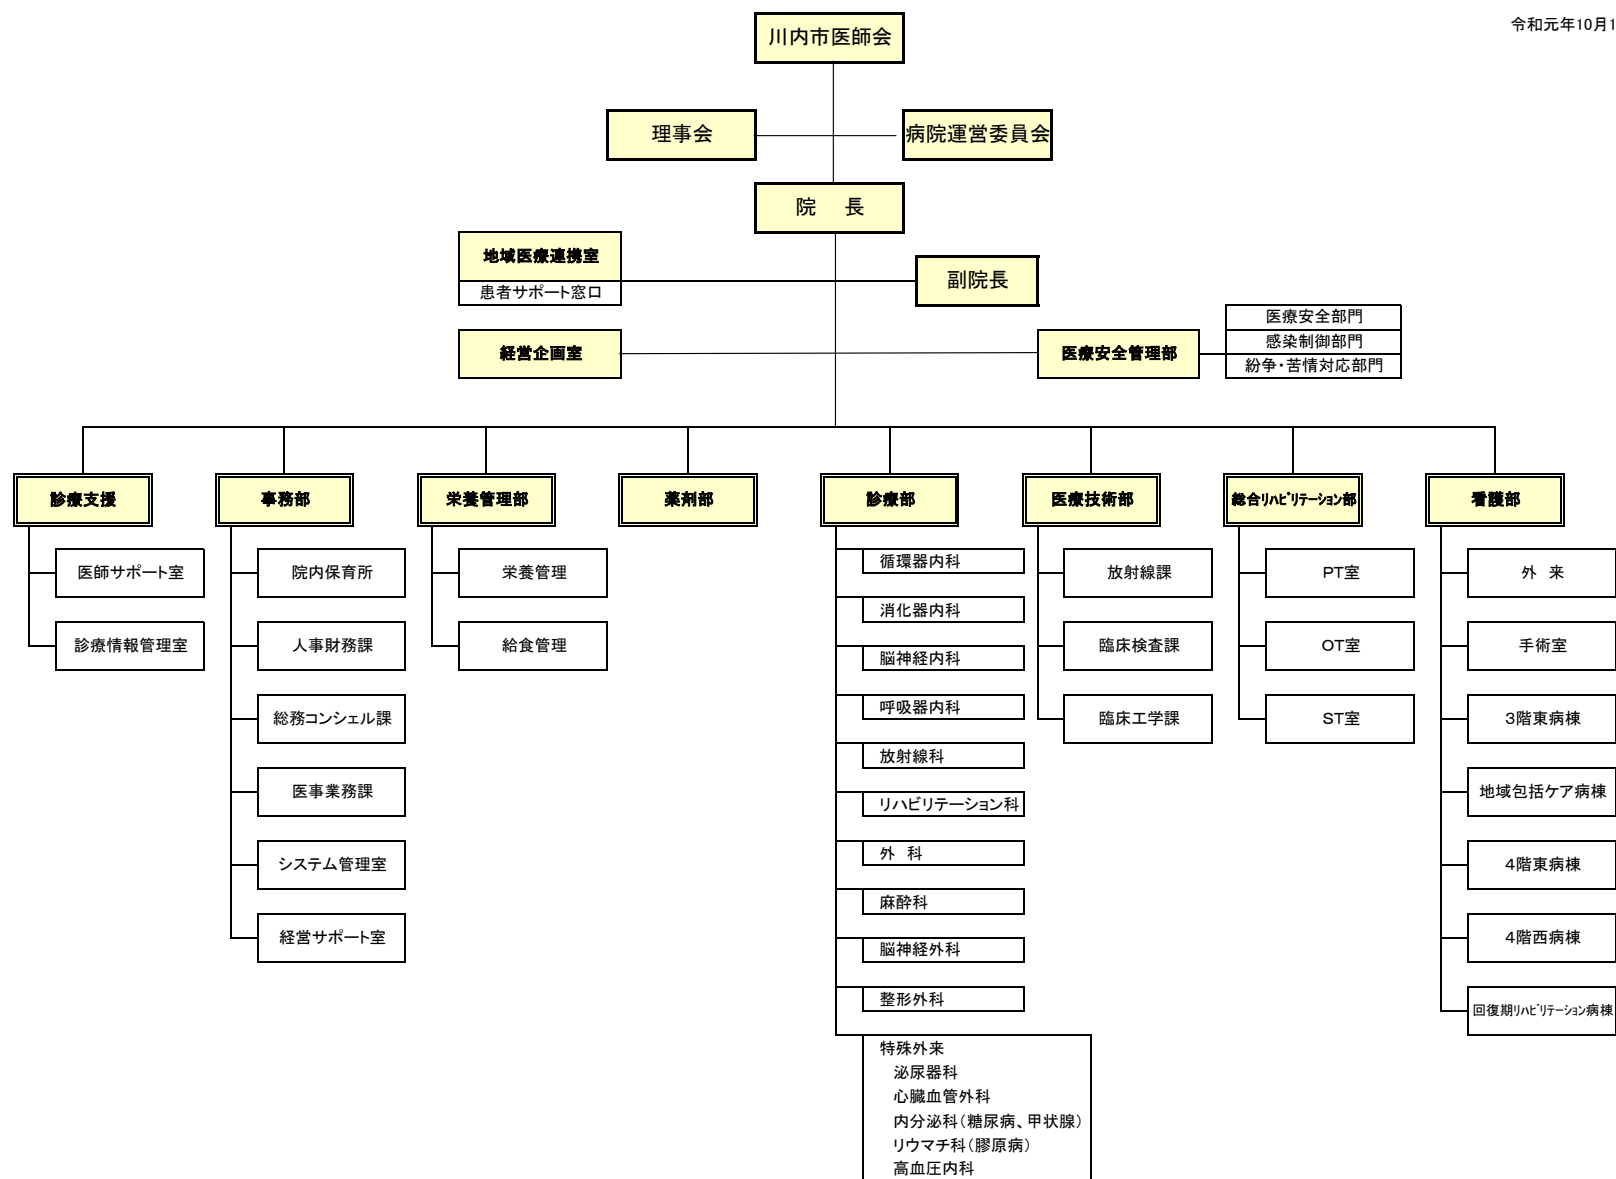 令和元年10月1
川内市医師会
理事会
病院運営委員会
院 長
地域医療連携室
患者サポート窓口
副院長
経営企画室
医療安全管理部
医療安全部門
感染制御部門
紛争・苦情対応部門
診療支援
事務部
栄養管理部
薬剤部
診療部
医療技術部
総合リハビリテーション部
看護部
医師サポート室
診療情報管理室
院内保育所
人事財務課
総務コンシェル課
医事業務課
システム管理室
経営サポート室
栄養管理
給食管理
循環器内科
消化器内科
脳神経内科
呼吸器内科
放射線科
リハビリテーション科
外 科
麻酔科
脳神経外科
整形外科
特殊外来
泌尿器科
心臓血管外科
内分泌科(糖尿病、甲状腺)
リウマチ科(膠原病)
高血圧内科
放射線課
臨床検査課
臨床工学課
PT室
OT室
ST室
外 来
手術室
3階東病棟
地域包括ケア病棟
4階東病棟
4階西病棟
回復期リハビリテーション病棟